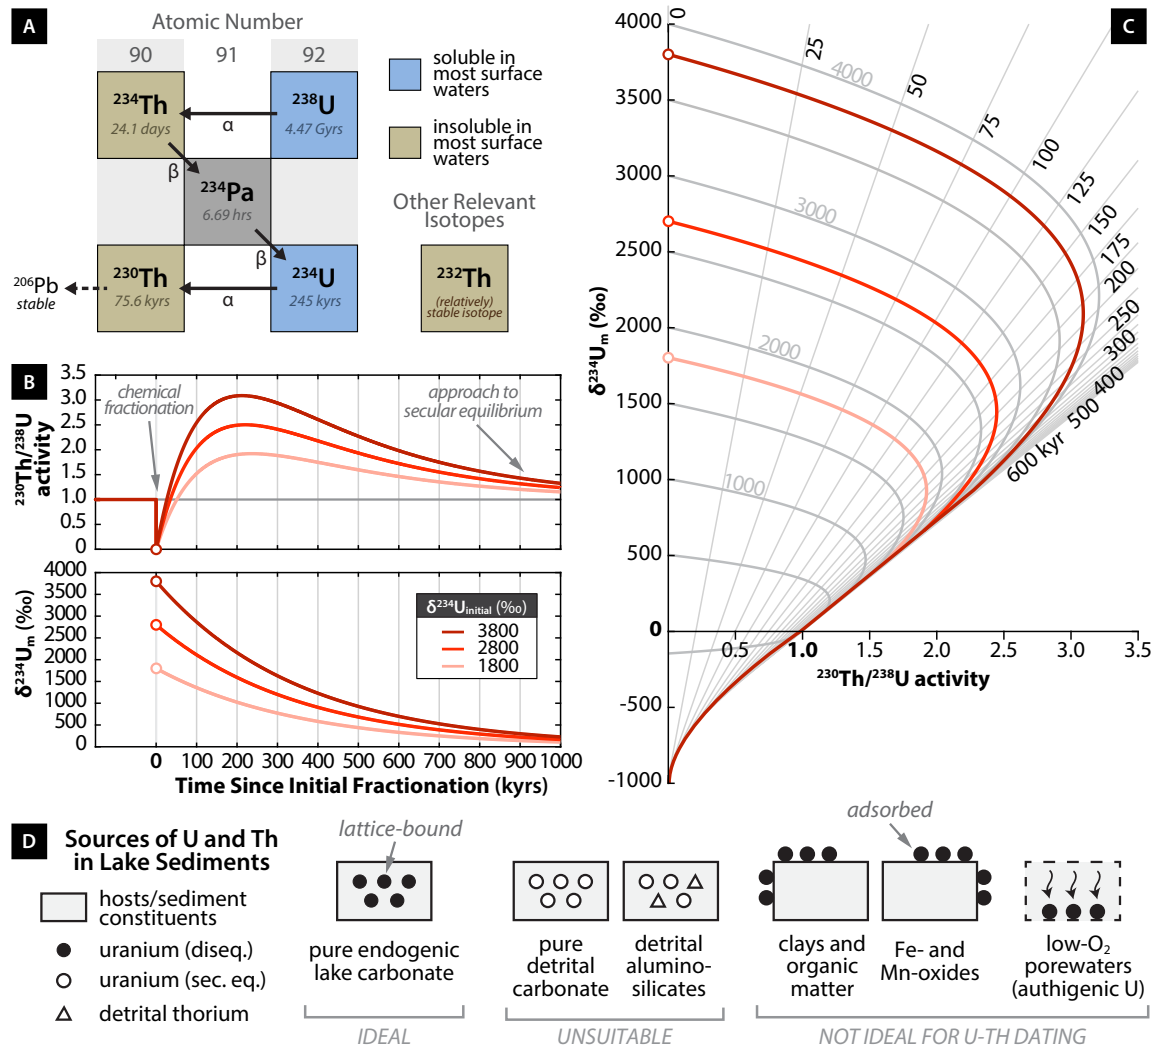 A
Atomic Number
90 91 92
²³⁴Th
24.1 days
α
²³⁸U
4.47 Gyrs
β
²³⁴Pa
6.69 hrs
β
²⁰⁶Pb
stable
²³⁰Th
75.6 kyrs
α
²³⁴U
245 kyrs
soluble in
most surface
waters
insoluble in
most surface
waters
Other Relevant
Isotopes
²³²Th
(relatively)
stable isotope
B
²³⁰Th/²³⁸U
activity
3.5
3.0
2.5
2.0
1.5
1.0
0.5
0
chemical
fractionation
approach to
secular equilibrium
δ²³⁴Uₘ (‰)
4000
3500
3000
2500
2000
1500
1000
500
0
δ²³⁴U_initial (‰)
3800
2800
1800
0 100 200 300 400 500 600 700 800 900 1000
Time Since Initial Fractionation (kyrs)
C
δ²³⁴Uₘ (‰)
4000
3500
3000
2500
2000
1500
1000
500
0
-500
-1000
0
25
50
75
100
125
150
175
200
250
300
400
500
600 kyr
4000
3000
2000
1000
0.5 1.0 1.5 2.0 2.5 3.0 3.5
²³⁰Th/²³⁸U activity
D
Sources of U and Th
in Lake Sediments
hosts/sediment
constituents
uranium (diseq.)
uranium (sec. eq.)
detrital thorium
lattice-bound
pure endogenic
lake carbonate
IDEAL
pure
detrital
carbonate
detrital
alumino-
silicates
UNSUITABLE
adsorbed
clays and
organic
matter
Fe- and
Mn-oxides
low-O₂
porewaters
(authigenic U)
NOT IDEAL FOR U-TH DATING